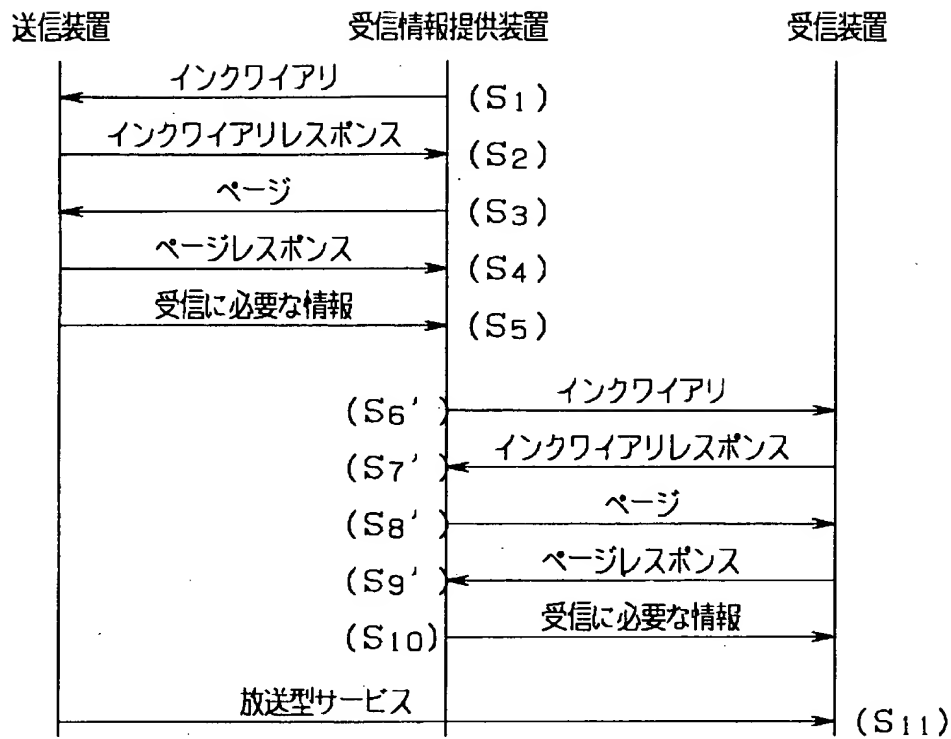 送信装置 受信情報提供装置 受信装置
インクワイアリ (S1)
インクワイアリレスポンス (S2)
ページ (S3)
ページレスポンス (S4)
受信に必要な情報 (S5)
(S6') インクワイアリ
(S7') インクワイアリレスポンス
(S8') ページ
(S9') ページレスポンス
(S10) 受信に必要な情報
放送型サービス (S11)